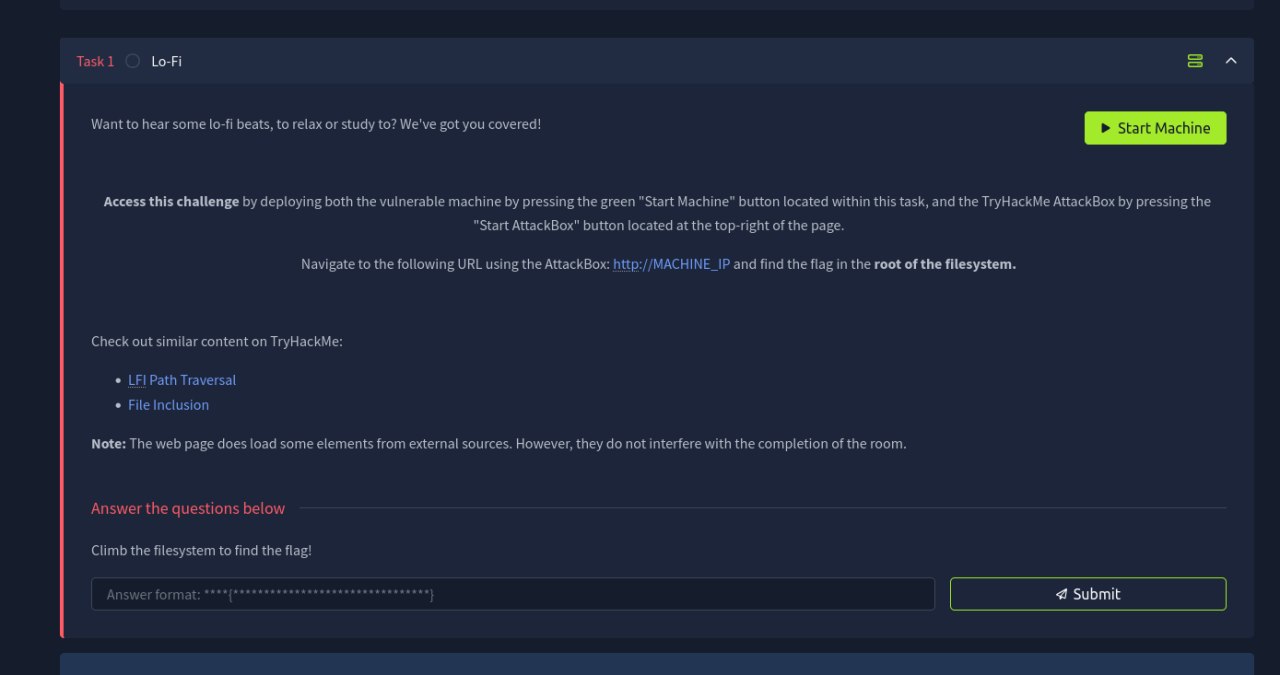 Task 1 Lo-Fi
Want to hear some lo-fi beats, to relax or study to? We've got you covered!
Start Machine
Access this challenge by deploying both the vulnerable machine by pressing the green "Start Machine" button located within this task, and the TryHackMe AttackBox by pressing the
"Start AttackBox" button located at the top-right of the page.
Navigate to the following URL using the AttackBox: http://MACHINE_IP and find the flag in the root of the filesystem.
Check out similar content on TryHackMe:
LFI Path Traversal
File Inclusion
Note: The web page does load some elements from external sources. However, they do not interfere with the completion of the room.
Answer the questions below
Climb the filesystem to find the flag!
Answer format: ****{********************************}
Submit